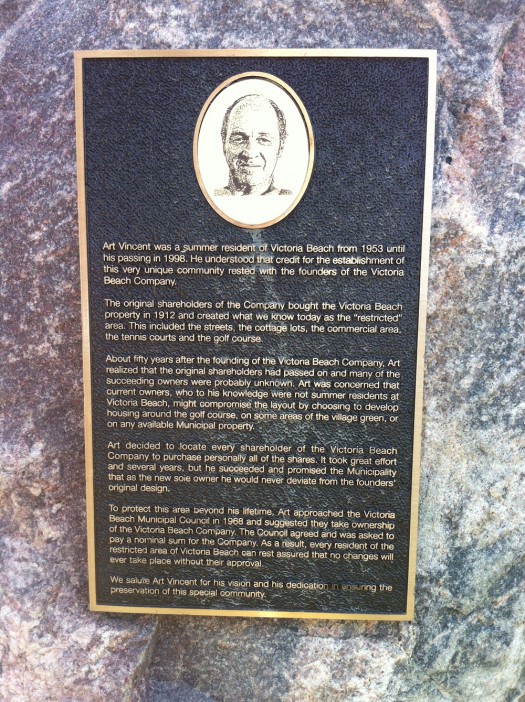 Art Vincent was a summer resident of Victoria Beach from 1953 until
his passing in 1998. He understood that credit for the establishment of
this very unique community rested with the founders of the Victoria
Beach Company.
The original shareholders of the Company bought the Victoria Beach
property in 1912 and created what we know today as the "restricted"
area. This included the streets, the cottage lots, the commercial area,
the tennis courts and the golf course.
About fifty years after the founding of the Victoria Beach Company, Art
realized that the original shareholders had passed on and many of the
succeeding owners were probably unknown. Art was concerned that
current owners, who to his knowledge were not summer residents at
Victoria Beach, might compromise the layout by choosing to develop
housing around the golf course, on some areas of the village green, or
on any available Municipal property.
Art decided to locate every shareholder of the Victoria Beach
Company to purchase personally all of the shares. It took great effort
and several years, but he succeeded and promised the Municipality
that as the new sole owner he would never deviate from the founders'
original design.
To protect this area beyond his lifetime, Art approached the Victoria
Beach Municipal Council in 1968 and suggested they take ownership
of the Victoria Beach Company. The Council agreed and was asked to
pay a nominal sum for the Company. As a result, every resident of the
restricted area of Victoria Beach can rest assured that no changes will
ever take place without their approval.
We salute Art Vincent for his vision and his dedication in ensuring the
preservation of this special community.